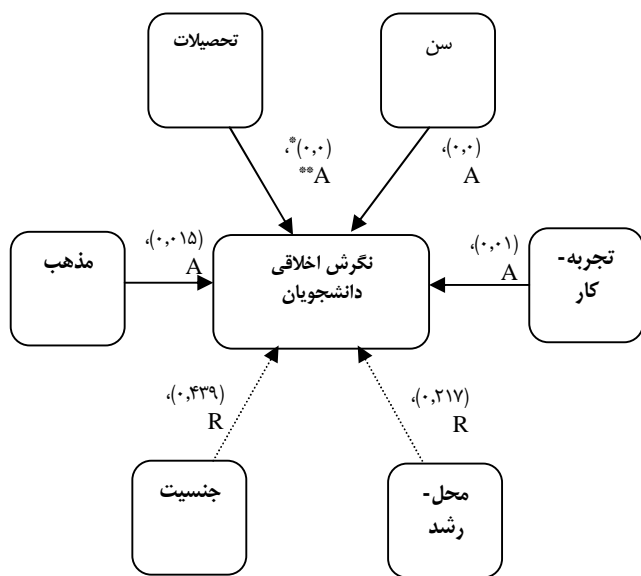 تحصیلات
سن
*(۰,۰)،
**A
(۰,۰)،
A
مذهب
(۰,۰۱۵)،
A
نگرش اخلاقی
دانشجویان
(۰,۰۱)،
A
تجربه-
کار
(۰,۴۳۹)،
R
(۰,۲۱۷)،
R
جنسیت
محل-
رشد